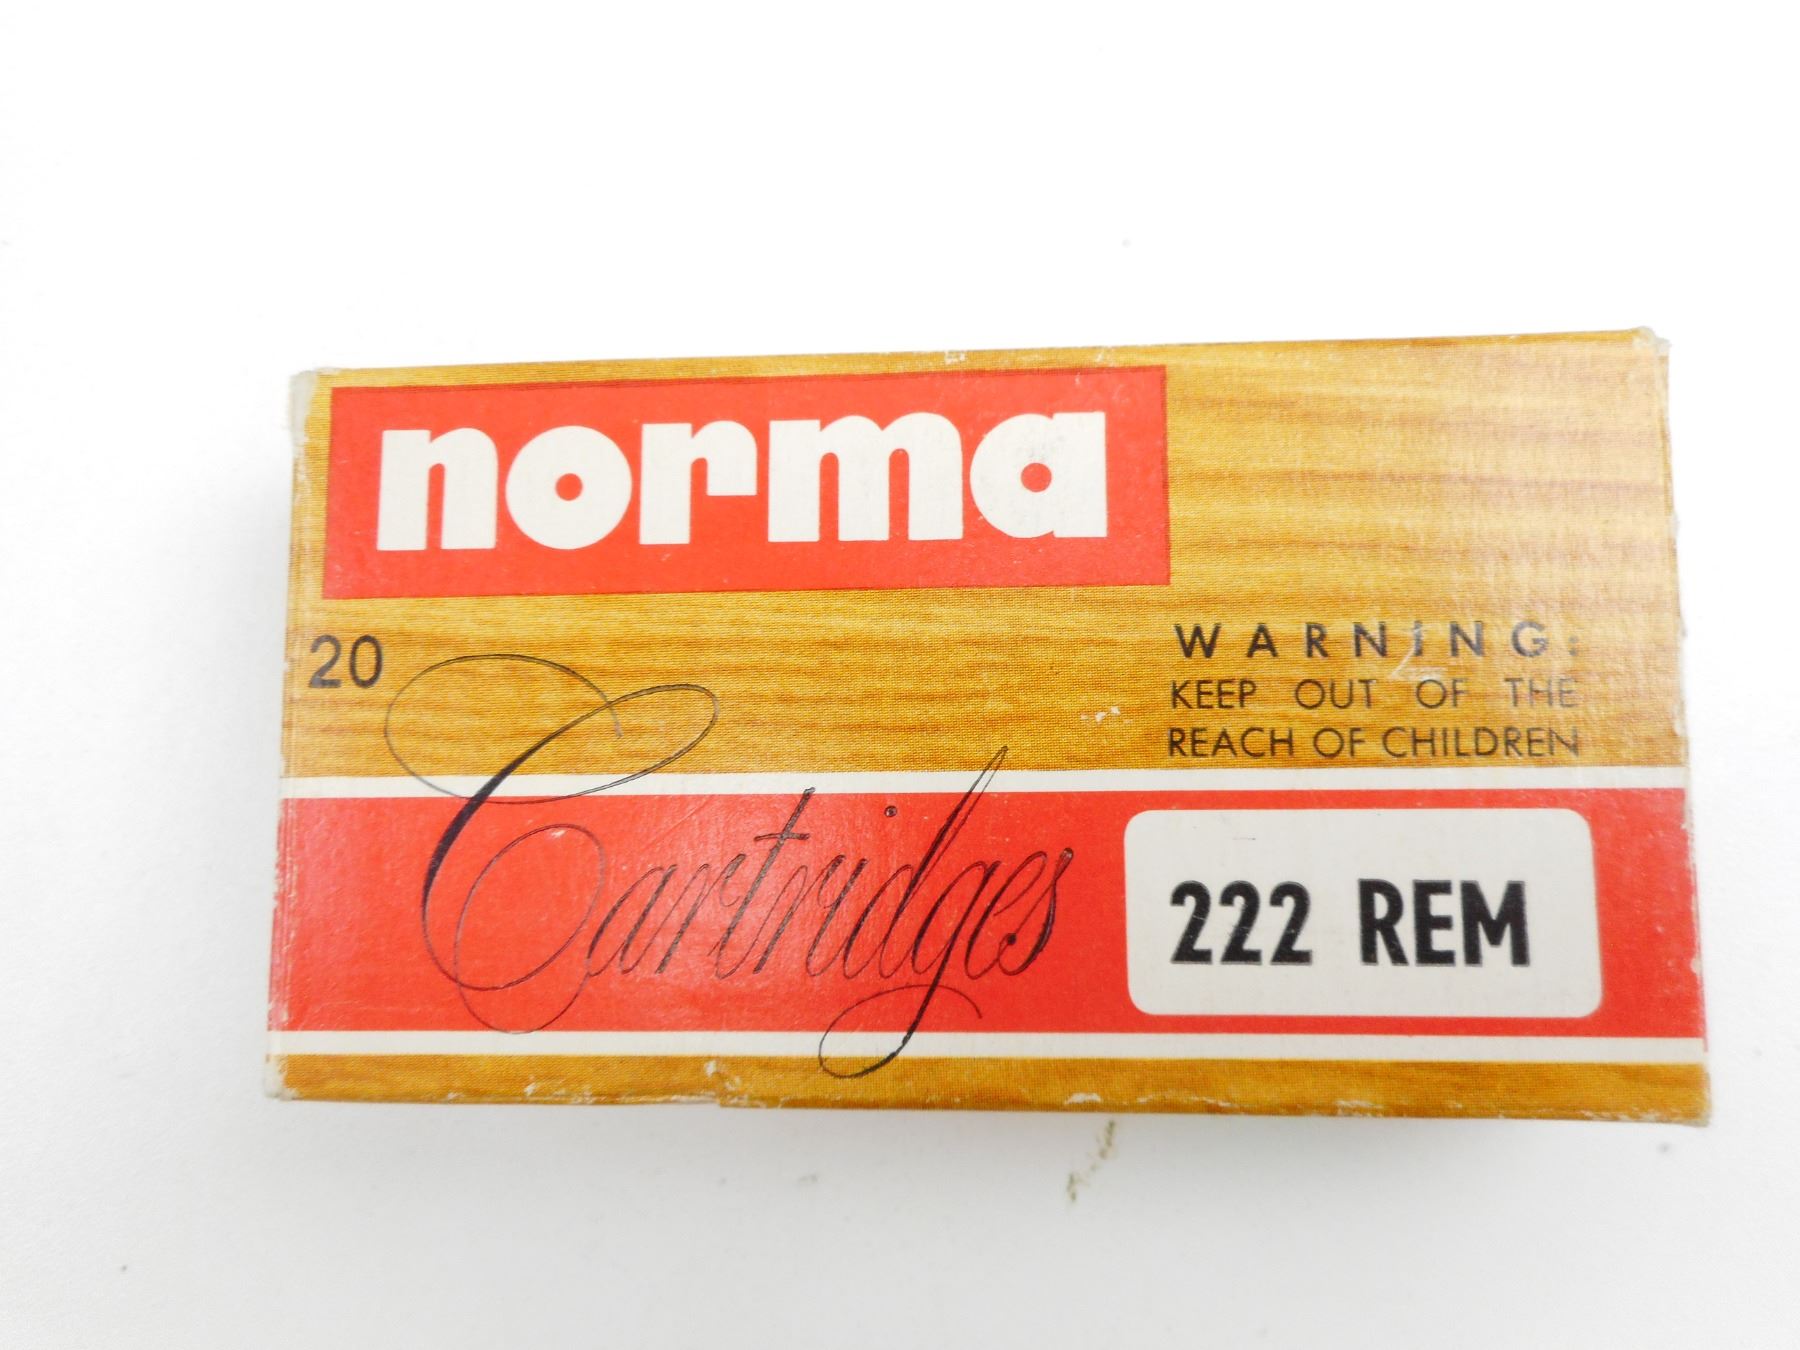 norma
20
Cartridges
WARNING:
KEEP OUT OF THE
REACH OF CHILDREN
222 REM